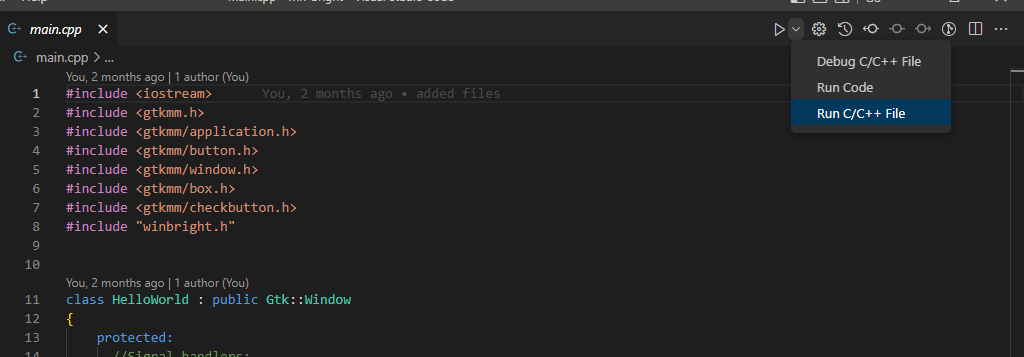 main.cpp
Debug C/C++ File
Run Code
Run C/C++ File
main.cpp > ...
You, 2 months ago | 1 author (You)
1 #include <iostream> You, 2 months ago • added files
2 #include <gtkmm.h>
3 #include <gtkmm/application.h>
4 #include <gtkmm/button.h>
5 #include <gtkmm/window.h>
6 #include <gtkmm/box.h>
7 #include <gtkmm/checkbutton.h>
8 #include "winbright.h"
9
10
You, 2 months ago | 1 author (You)
11 class HelloWorld : public Gtk::Window
12 {
13 protected:
14 //Signal handlers: